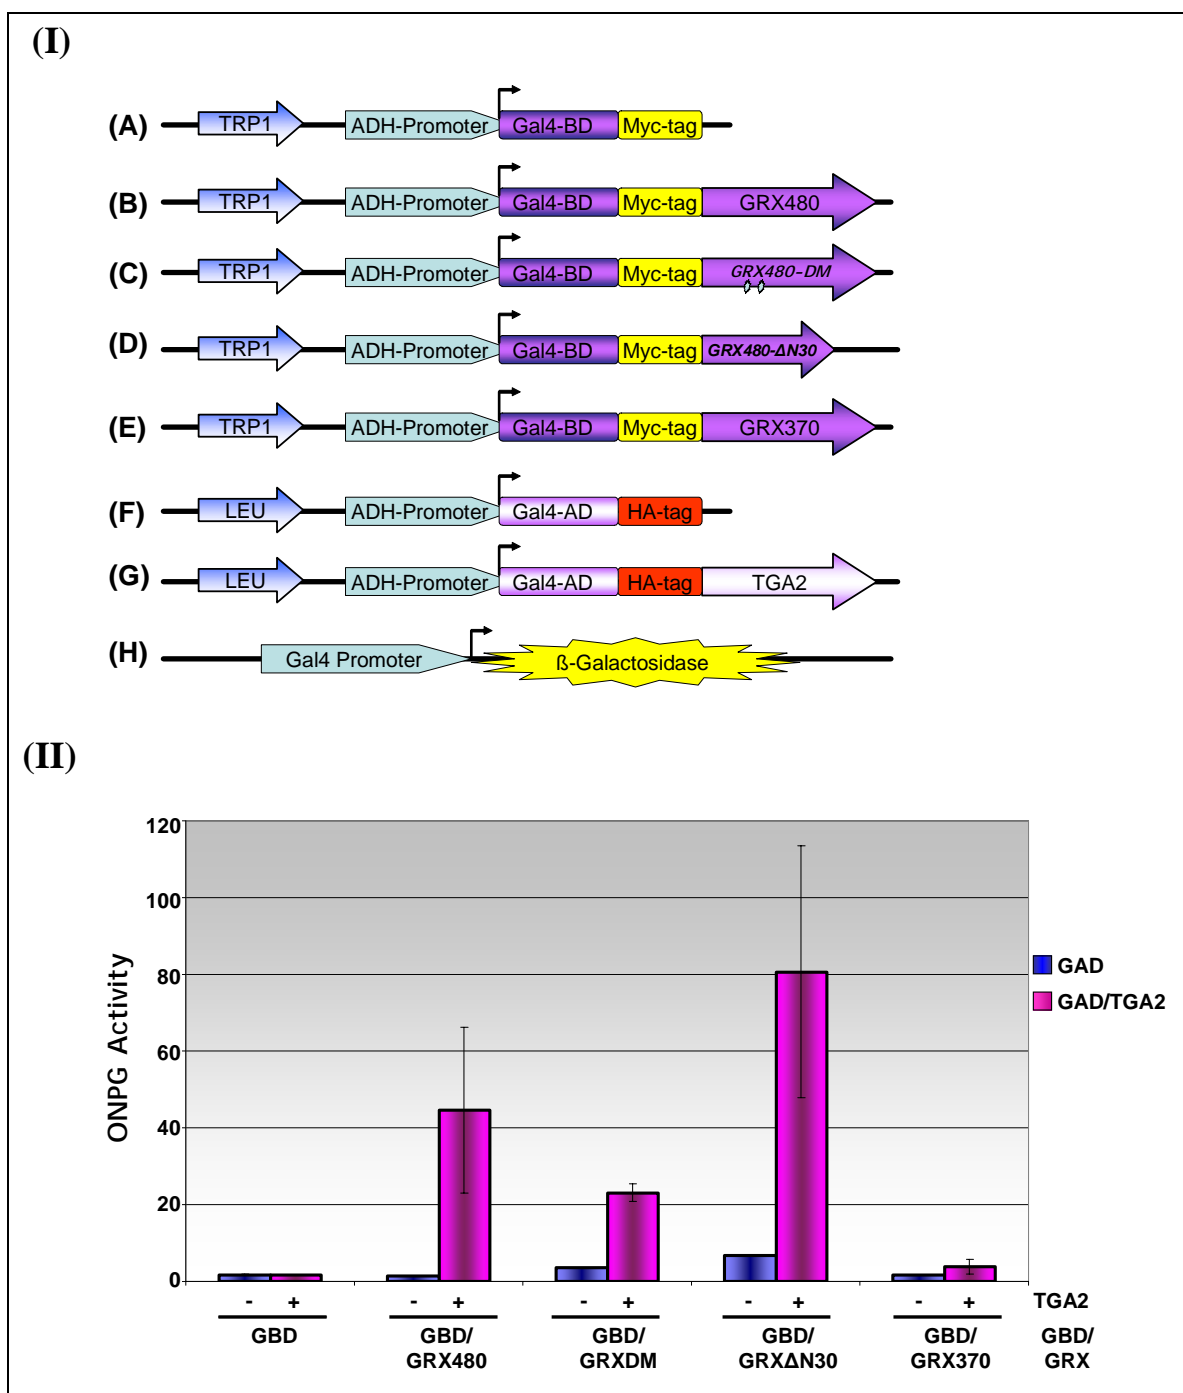 (I)
(A) TRP1 ADH-Promoter Gal4-BD Myc-tag
(B) TRP1 ADH-Promoter Gal4-BD Myc-tag GRX480
(C) TRP1 ADH-Promoter Gal4-BD Myc-tag GRX480-DM
(D) TRP1 ADH-Promoter Gal4-BD Myc-tag GRX480-ΔN30
(E) TRP1 ADH-Promoter Gal4-BD Myc-tag GRX370
(F) LEU ADH-Promoter Gal4-AD HA-tag
(G) LEU ADH-Promoter Gal4-AD HA-tag TGA2
(H) Gal4 Promoter ß-Galactosidase
(II)
120
100
80
60
40
20
0
ONPG Activity
GAD
GAD/TGA2
- + - + - + - + - + TGA2
GBD GBD/ GBD/ GBD/ GBD/ GBD/
GRX480 GRXDM GRXΔN30 GRX370 GRX